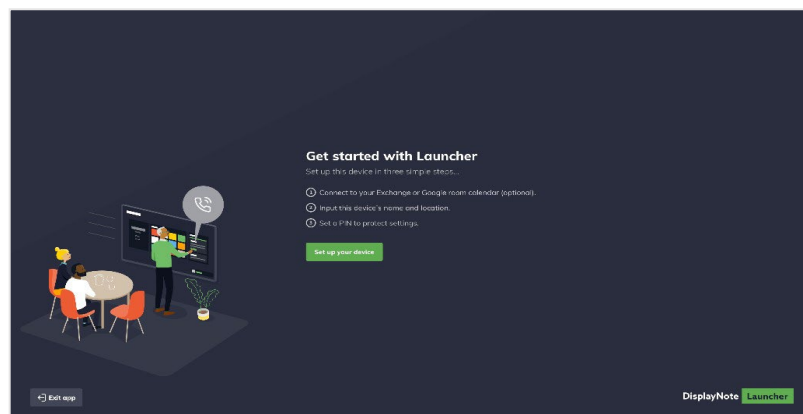 Get started with Launcher
Set up this device in three simple steps...
1 Connect to your Exchange or Google room calendar (optional).
2 Input this device's name and location.
3 Set a PIN to protect settings.
Set up your device
Exit app
DisplayNote Launcher